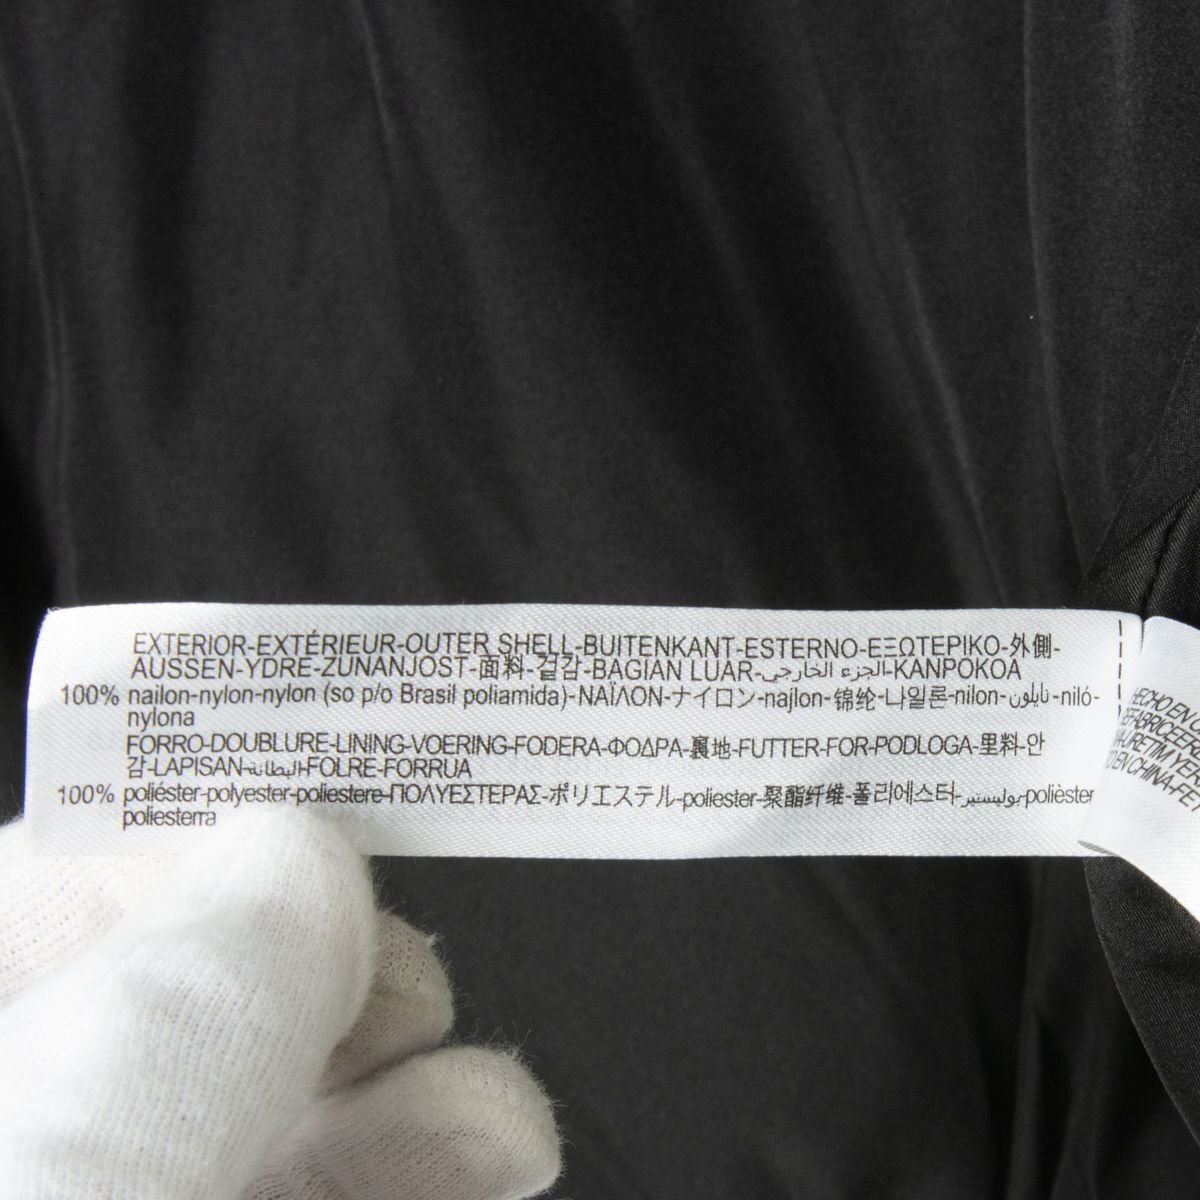 EXTERIOR-EXTÉRIEUR-OUTER SHELL-BUITENKANT-ESTERNO-ΕΞΩΤΕΡΙΚΟ-外側-
AUSSEN-YDRE-ZUNANJOST-面料-겉감-BAGIAN LUAR-الجزء الخارجي-KANPOKOA
100% nailon-nylon-nylon (so p/o Brasil poliamida)-ΝΑΪΛΟΝ-ナイロン-najlon-锦纶-나일론-nilon-نايلون-niló-
nylona
FORRO-DOUBLURE-LINING-VOERING-FODERA-ΦΟΔΡΑ-裏地-FUTTER-FOR-PODLOGA-里料-안
감-LAPISAN-البطانة-FOLRE-FORRUA
100% poliéster-polyester-poliestere-ΠΟΛΥΕΣΤΕΡΑΣ-ポリエステル-poliester-聚酯纤维-폴리에스터-بوليستير-polièster
poliesterra
HECHO EN